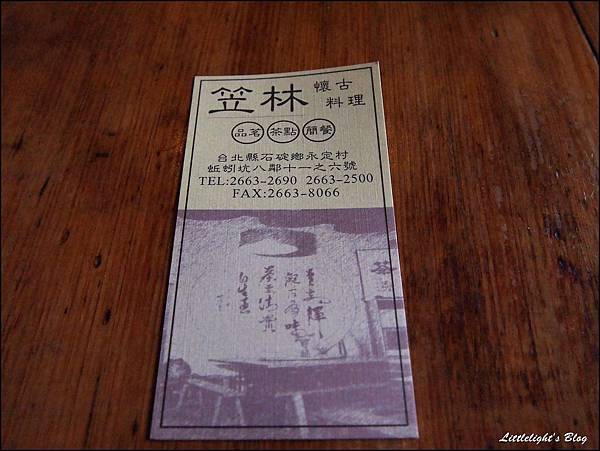 笠林 懷古
料理
品茗 茶點 簡餐
台北縣石碇鄉永定村
蚯蚓坑八鄰十一之六號
TEL:2663-2690 2663-2500
FAX:2663-8066
茶
Littlelight's Blog